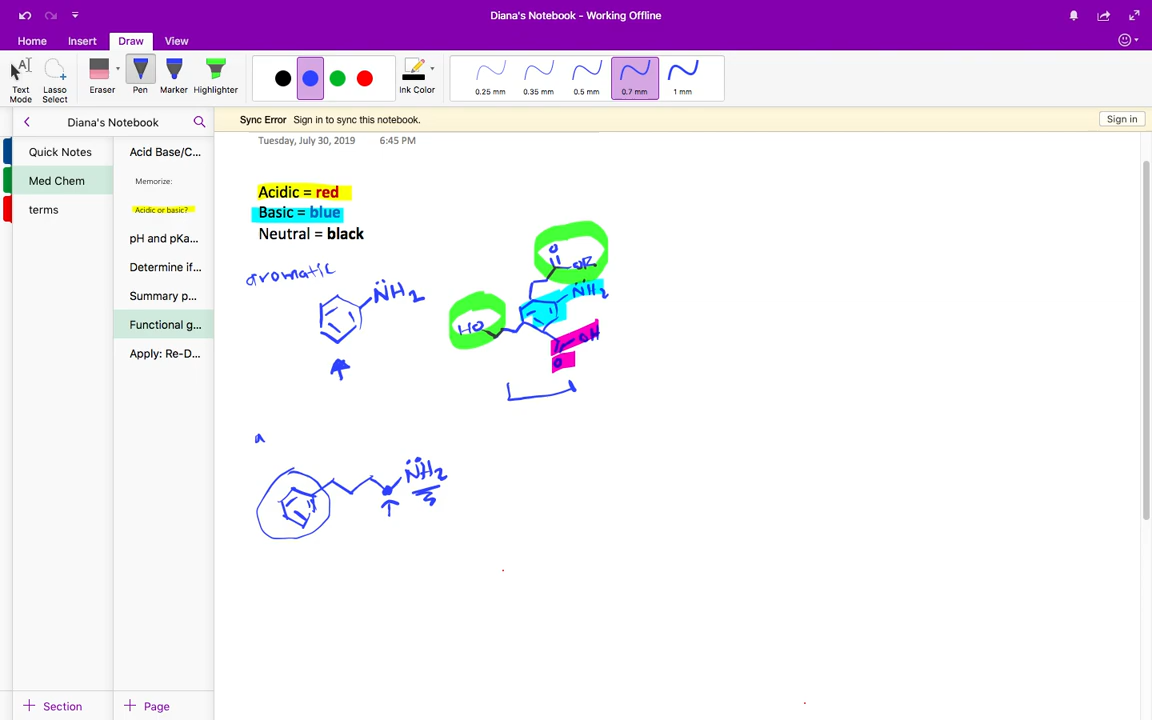 Diana's Notebook - Working Offline
Home Insert Draw View
Text Mode
Lasso Select
Eraser
Pen
Marker
Highlighter
Ink Color
0.25 mm
0.35 mm
0.5 mm
0.7 mm
1 mm
Diana's Notebook
Sync Error Sign in to sync this notebook.
Sign in
Quick Notes
Med Chem
terms
Acid Base/C...
Memorize:
Acidic or basic?
pH and pKa...
Determine if...
Summary p...
Functional g...
Apply: Re-D...
Tuesday, July 30, 2019 6:45 PM
Acidic = red
Basic = blue
Neutral = black
aromatic
NH2
O
OR
NH2
HO
OH
O
a
NH2
+ Section
+ Page